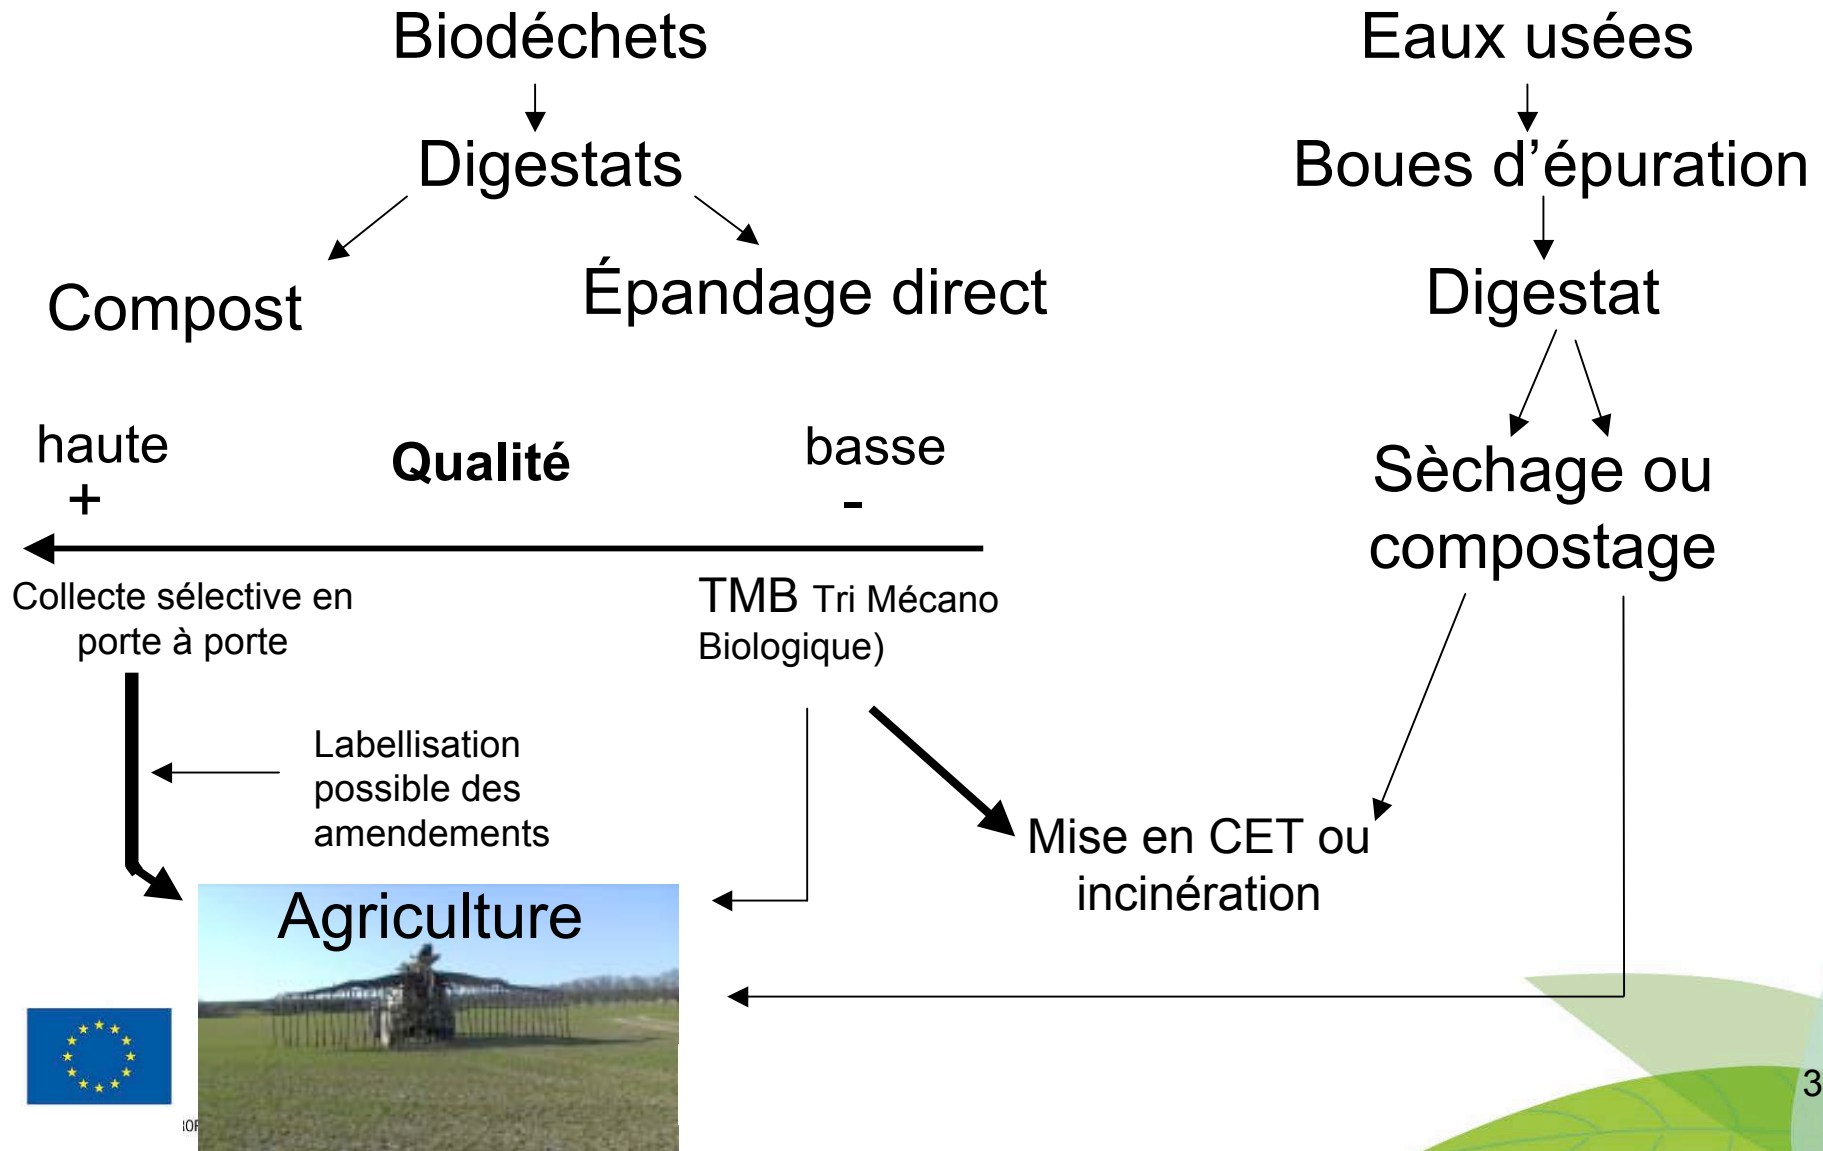 Biodéchets
Eaux usées
Digestats
Boues d’épuration
Compost
Épandage direct
Digestat
haute
+
Qualité
basse
-
Sèchage ou
compostage
Collecte sélective en
porte à porte
TMB Tri Mécano
Biologique)
Labellisation
possible des
amendements
Mise en CET ou
incinération
Agriculture
3